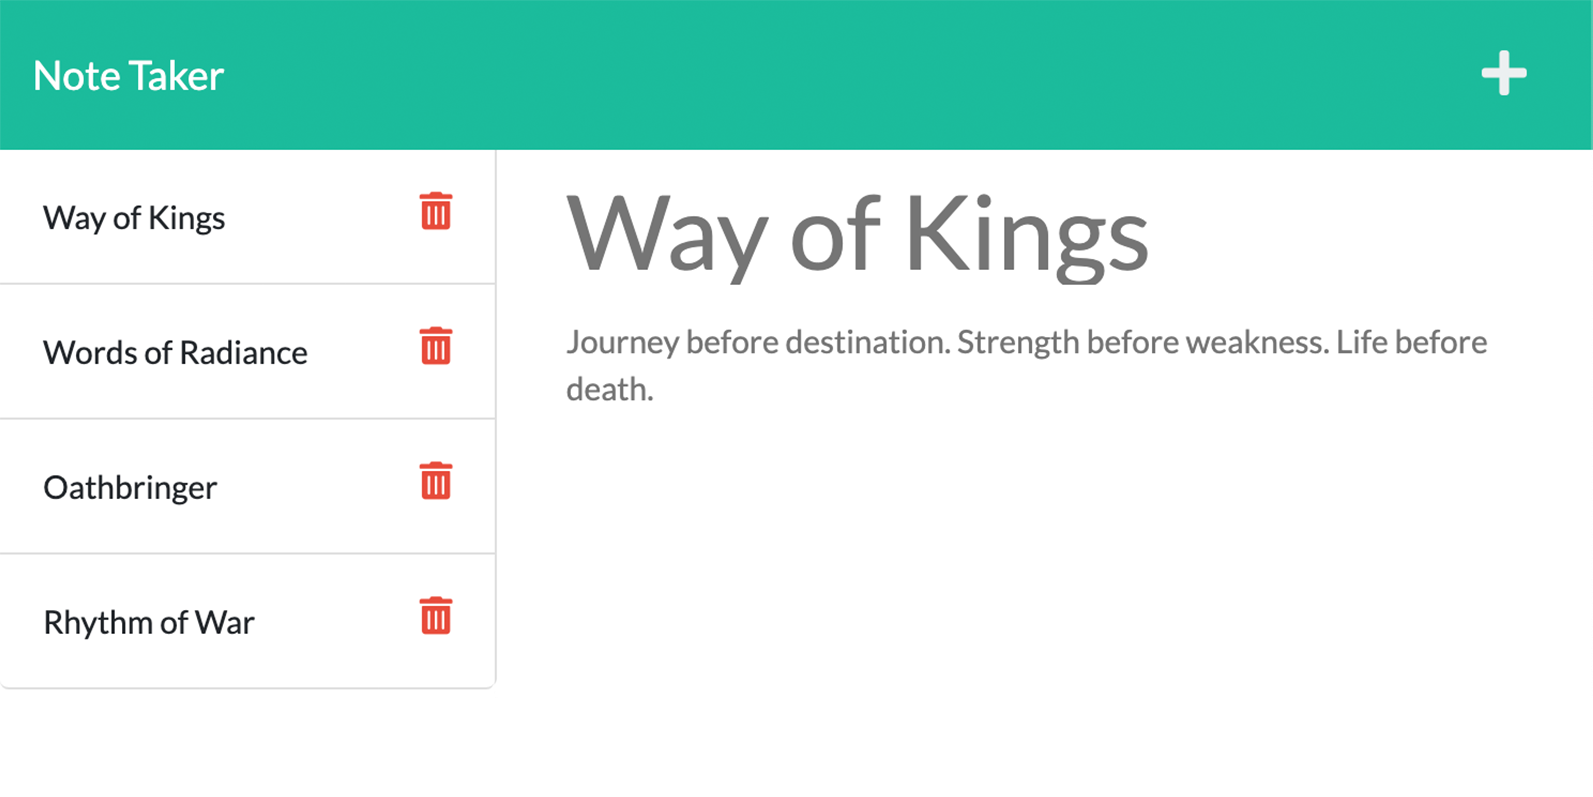 Note Taker
Way of Kings
Words of Radiance
Oathbringer
Rhythm of War
Way of Kings
Journey before destination. Strength before weakness. Life before
death.